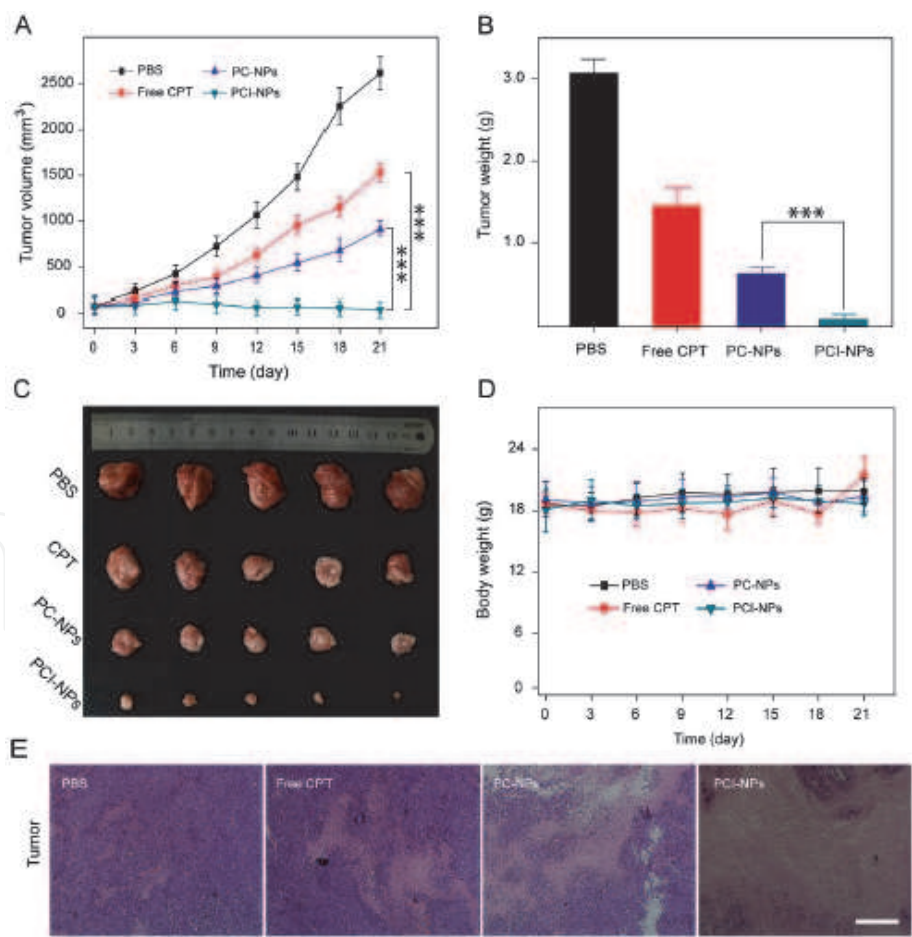 A
PBS
Free CPT
PC-NPs
PCI-NPs
Tumor volume (mm³)
2500
2000
1500
1000
500
0
0 3 6 9 12 15 18 21
Time (day)
***
***
B
Tumor weight (g)
3.0
2.0
1.0
***
PBS Free CPT PC-NPs PCI-NPs
C
PBS
CPT
PC-NPs
PCI-NPs
D
Body weight (g)
24
18
12
6
0
PBS
Free CPT
PC-NPs
PCI-NPs
0 3 6 9 12 15 18 21
Time (day)
E
Tumor
PBS
Free CPT
PC-NPs
PCI-NPs